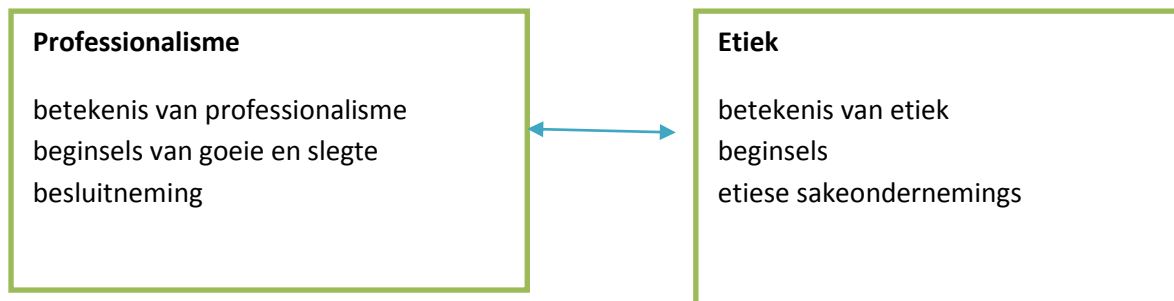 Professionalisme
betekenis van professionalisme
beginsels van goeie en slegte
besluitneming
Etiek
betekenis van etiek
beginsels
etiese sakeondernemings